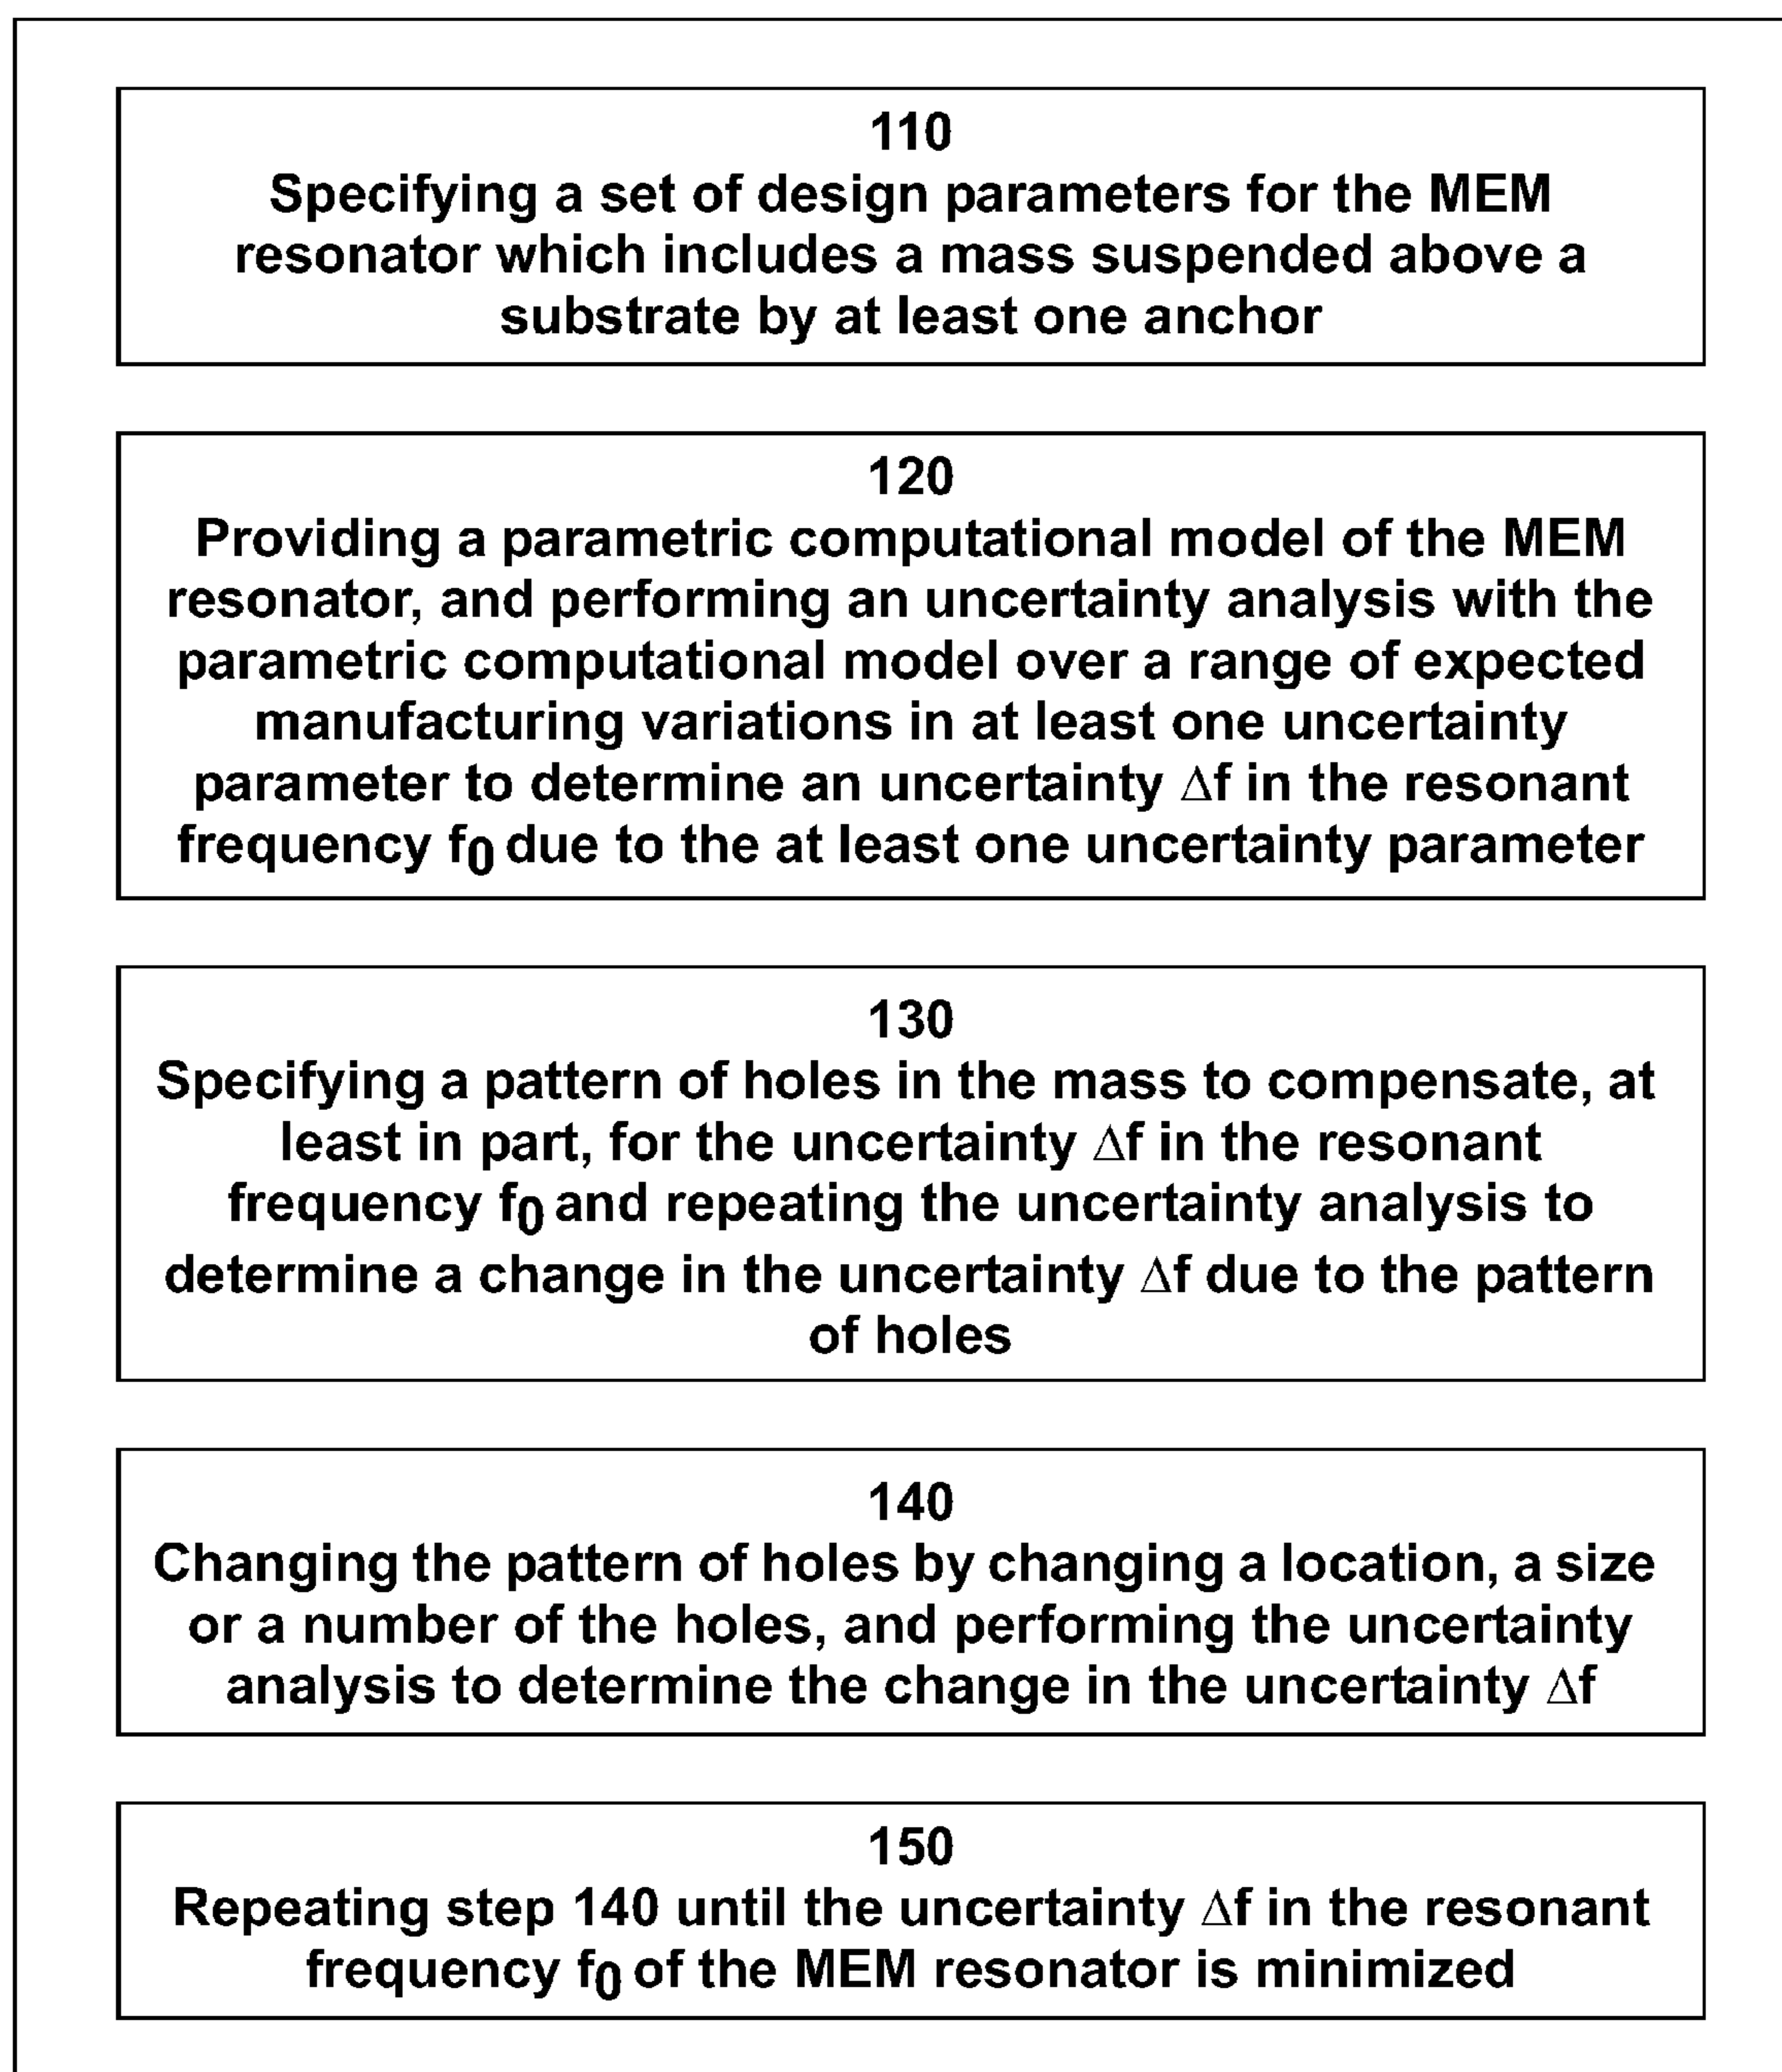 110
Specifying a set of design parameters for the MEM
resonator which includes a mass suspended above a
substrate by at least one anchor
120
Providing a parametric computational model of the MEM
resonator, and performing an uncertainty analysis with the
parametric computational model over a range of expected
manufacturing variations in at least one uncertainty
parameter to determine an uncertainty Δf in the resonant
frequency f0 due to the at least one uncertainty parameter
130
Specifying a pattern of holes in the mass to compensate, at
least in part, for the uncertainty Δf in the resonant
frequency f0 and repeating the uncertainty analysis to
determine a change in the uncertainty Δf due to the pattern
of holes
140
Changing the pattern of holes by changing a location, a size
or a number of the holes, and performing the uncertainty
analysis to determine the change in the uncertainty Δf
150
Repeating step 140 until the uncertainty Δf in the resonant
frequency f0 of the MEM resonator is minimized